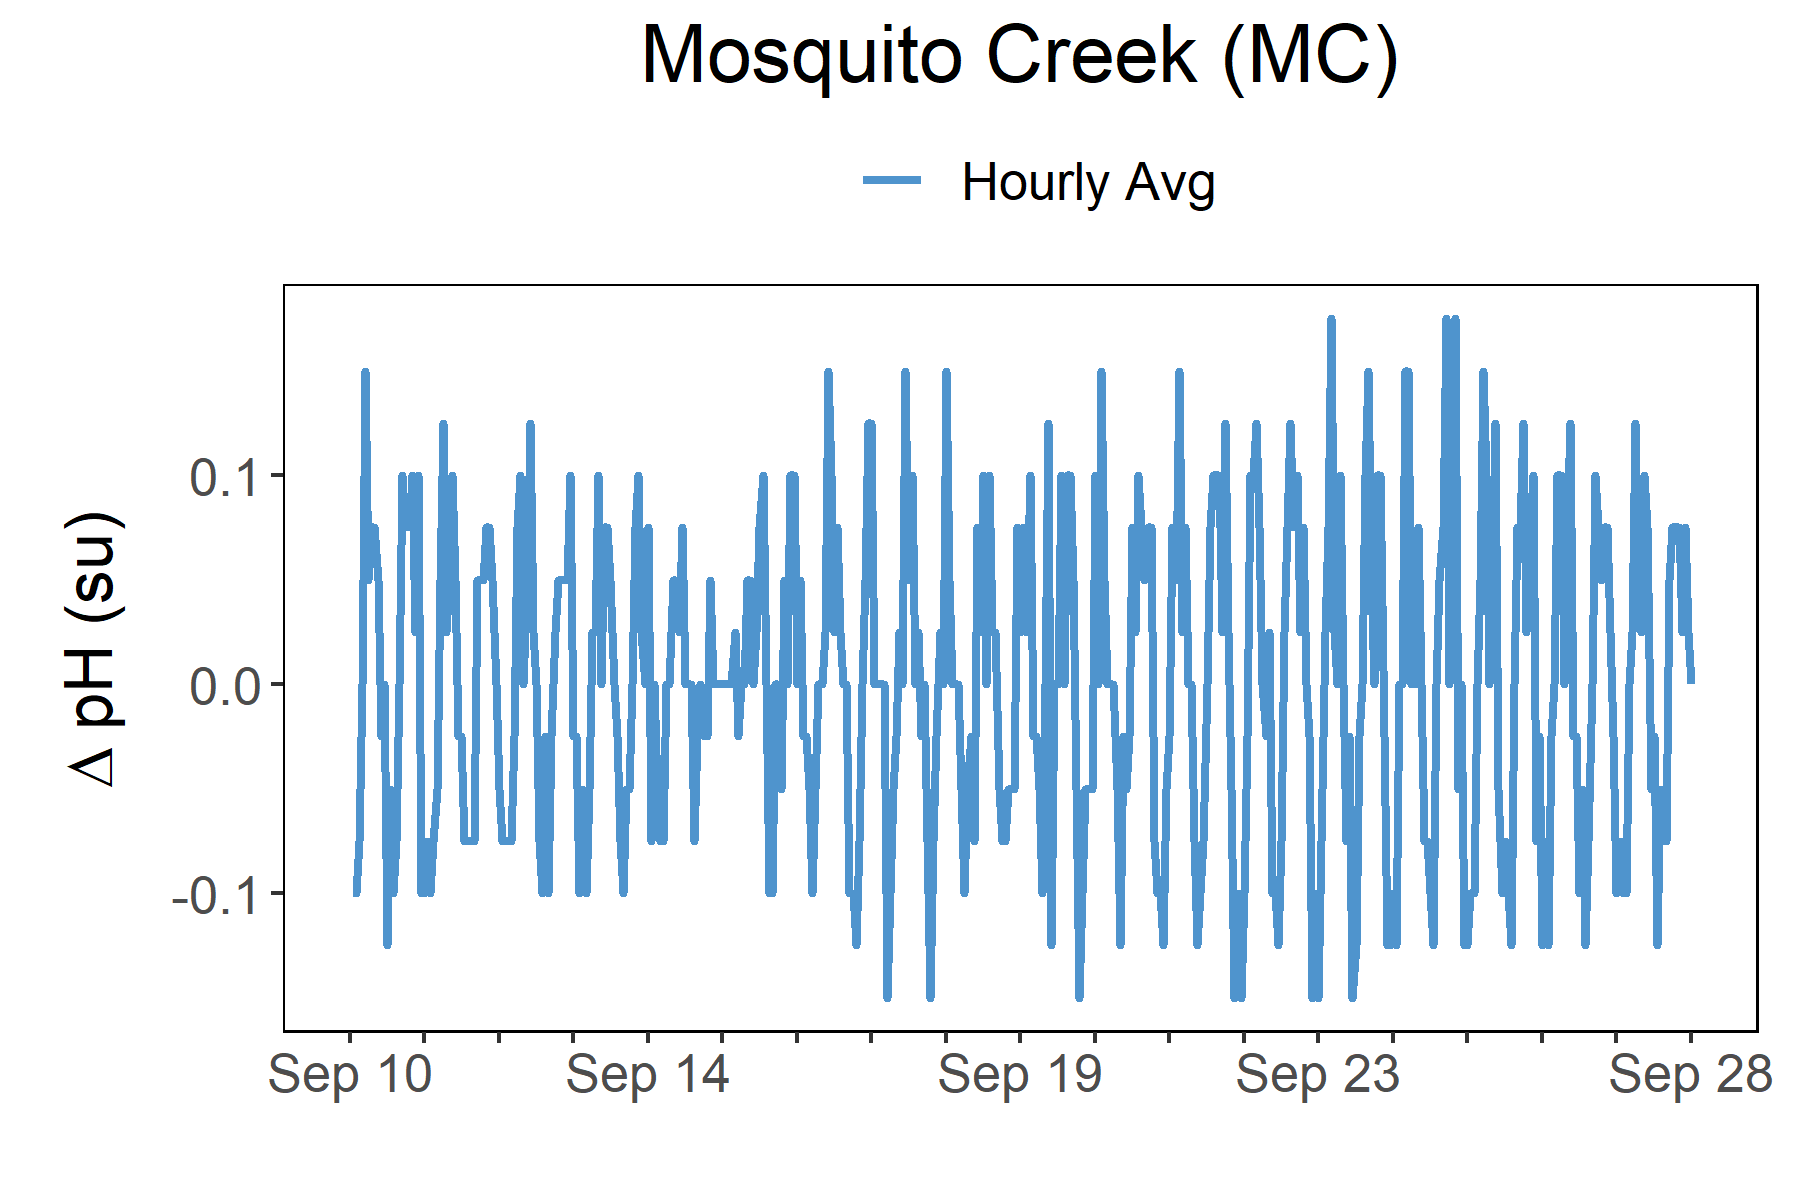 Mosquito Creek (MC)
Hourly Avg
Δ pH (su)
0.1
0.0
-0.1
Sep 10 Sep 14 Sep 19 Sep 23 Sep 28